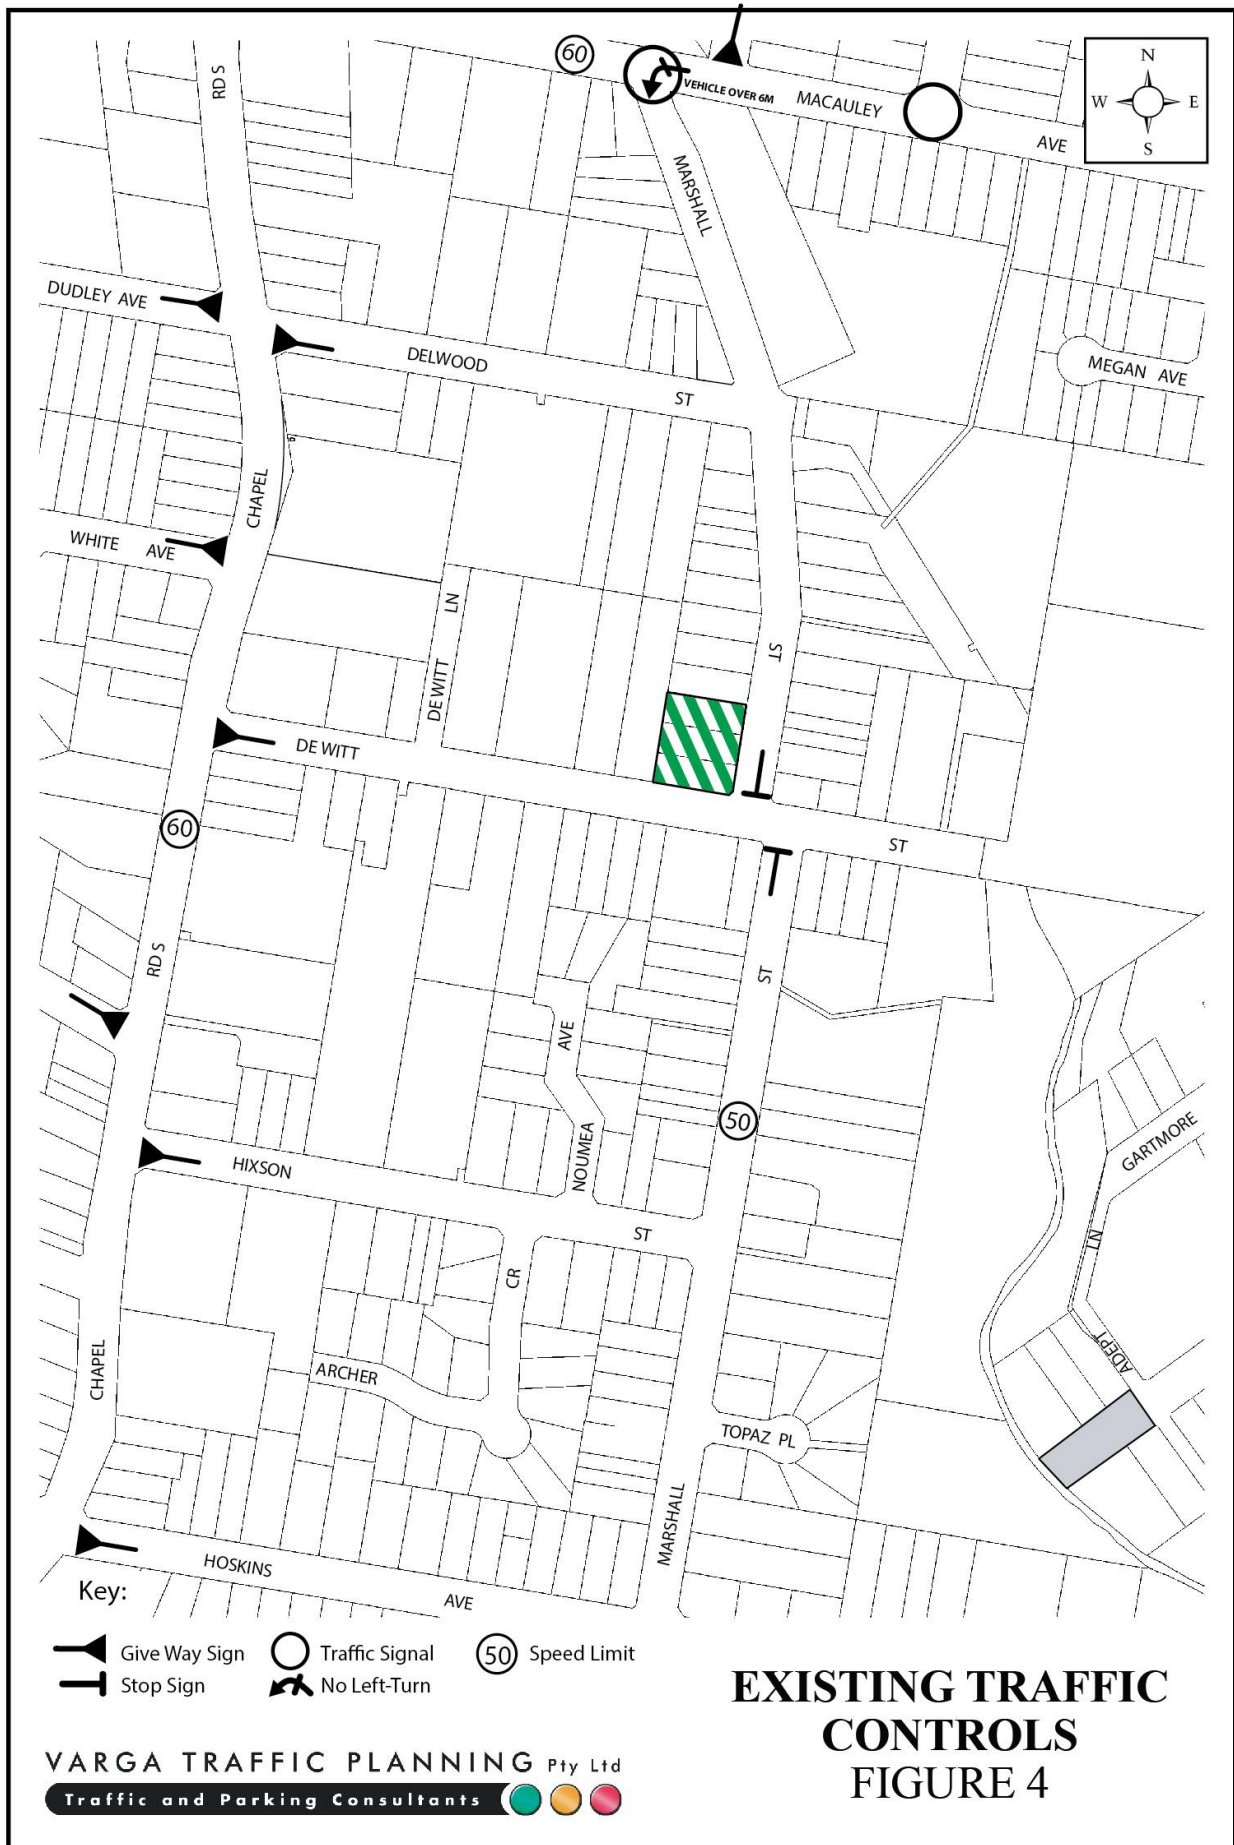 60
VEHICLE OVER 6M
MACAULEY
AVE
N
W
E
S
RD S
MARSHALL
DUDLEY AVE
DELWOOD
ST
MEGAN AVE
CHAPEL
WHITE AVE
DE WITT LN
ST
DE WITT
ST
60
RD S
ST
AVE
NOUMEA
50
GARTMORE
HIXSON
ST
CR
LN
ADEPT
CHAPEL
ARCHER
TOPAZ PL
MARSHALL
HOSKINS
AVE
Key:
Give Way Sign
Traffic Signal
50 Speed Limit
Stop Sign
No Left-Turn
EXISTING TRAFFIC
CONTROLS
FIGURE 4
VARGA TRAFFIC PLANNING Pty Ltd
Traffic and Parking Consultants